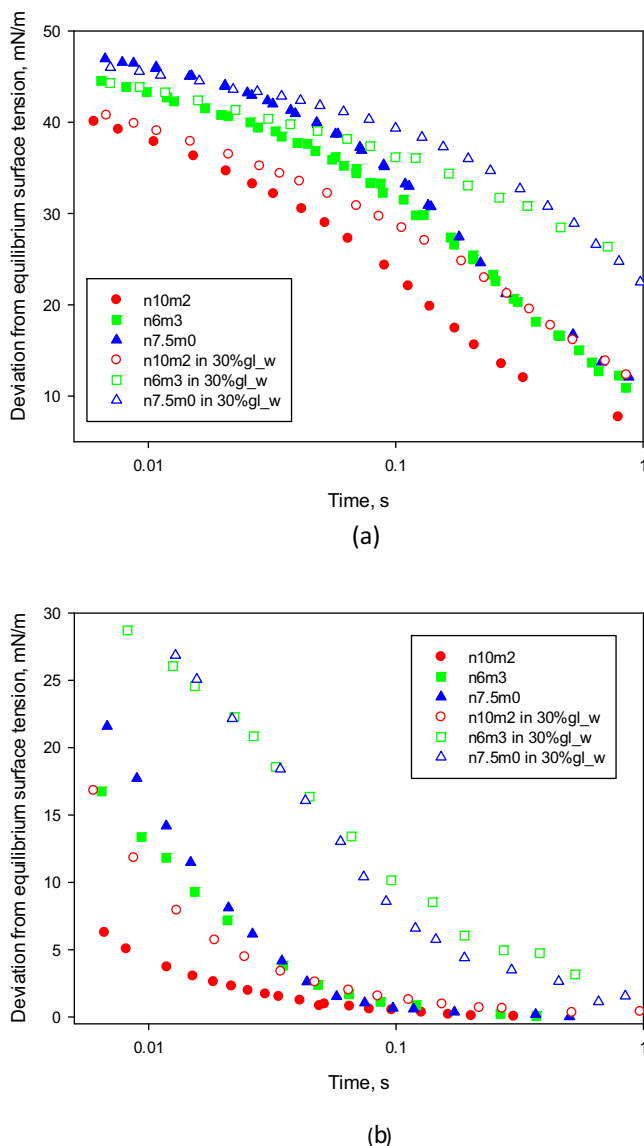 50
40
30
20
10
Deviation from equilibrium surface tension, mN/m
n10m2
n6m3
n7.5m0
n10m2 in 30%gl_w
n6m3 in 30%gl_w
n7.5m0 in 30%gl_w
0.01 0.1 1
Time, s
(a)
30
25
20
15
10
5
0
Deviation from equilibrium surface tension, mN/m
n10m2
n6m3
n7.5m0
n10m2 in 30%gl_w
n6m3 in 30%gl_w
n7.5m0 in 30%gl_w
0.01 0.1 1
Time, s
(b)